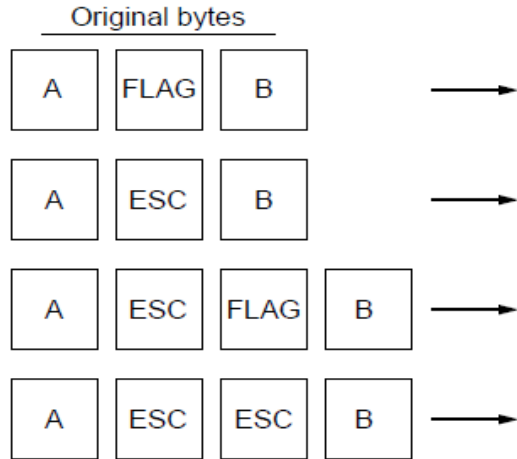 Original bytes
A FLAG B
A ESC B
A ESC FLAG B
A ESC ESC B